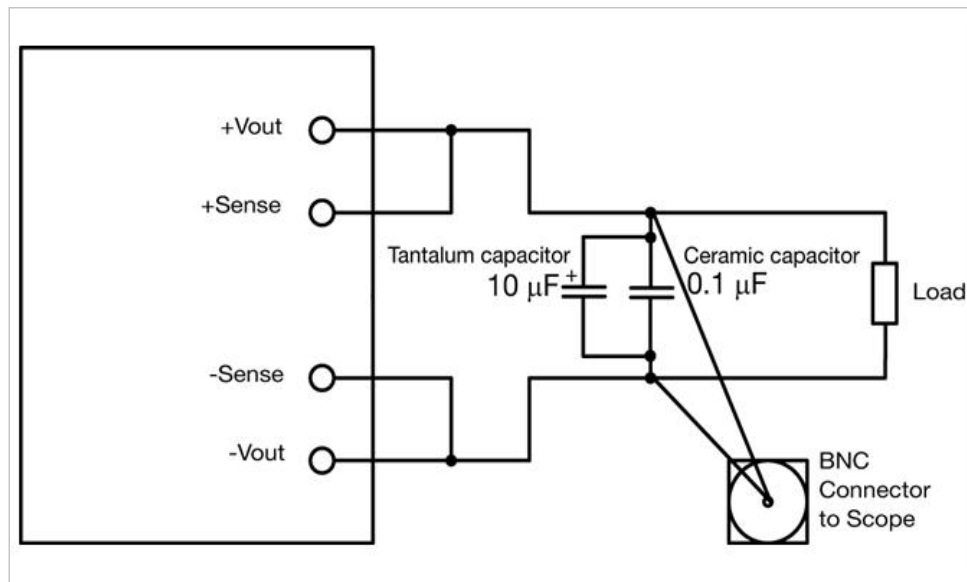 +Vout
+Sense
Tantalum capacitor
10 μF
+
Ceramic capacitor
0.1 μF
Load
-Sense
-Vout
BNC
Connector
to Scope